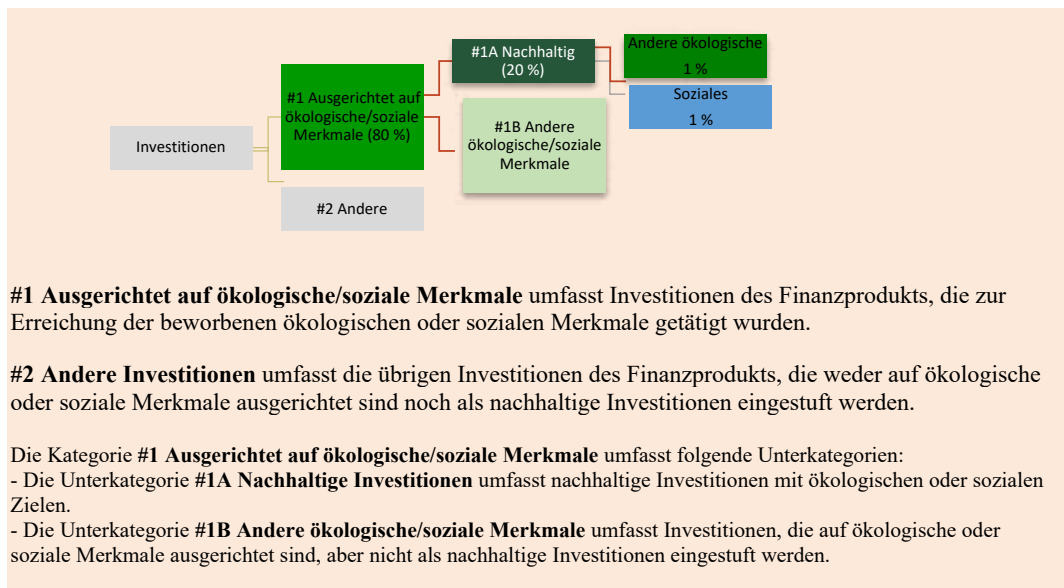 #1A Nachhaltig
(20 %)
Andere ökologische
1 %
Soziales
1 %
#1 Ausgerichtet auf
ökologische/soziale
Merkmale (80 %)
#1B Andere
ökologische/soziale
Merkmale
Investitionen
#2 Andere
#1 Ausgerichtet auf ökologische/soziale Merkmale umfasst Investitionen des Finanzprodukts, die zur
Erreichung der beworbenen ökologischen oder sozialen Merkmale getätigt wurden.
#2 Andere Investitionen umfasst die übrigen Investitionen des Finanzprodukts, die weder auf ökologische
oder soziale Merkmale ausgerichtet sind noch als nachhaltige Investitionen eingestuft werden.
Die Kategorie #1 Ausgerichtet auf ökologische/soziale Merkmale umfasst folgende Unterkategorien:
- Die Unterkategorie #1A Nachhaltige Investitionen umfasst nachhaltige Investitionen mit ökologischen oder sozialen
Zielen.
- Die Unterkategorie #1B Andere ökologische/soziale Merkmale umfasst Investitionen, die auf ökologische oder
soziale Merkmale ausgerichtet sind, aber nicht als nachhaltige Investitionen eingestuft werden.